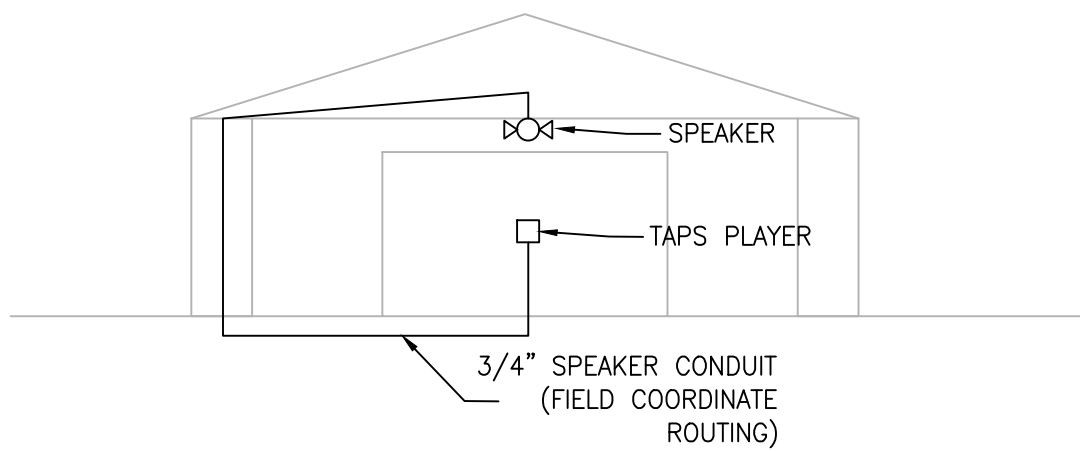 SPEAKER
TAPS PLAYER
3/4” SPEAKER CONDUIT
(FIELD COORDINATE
ROUTING)